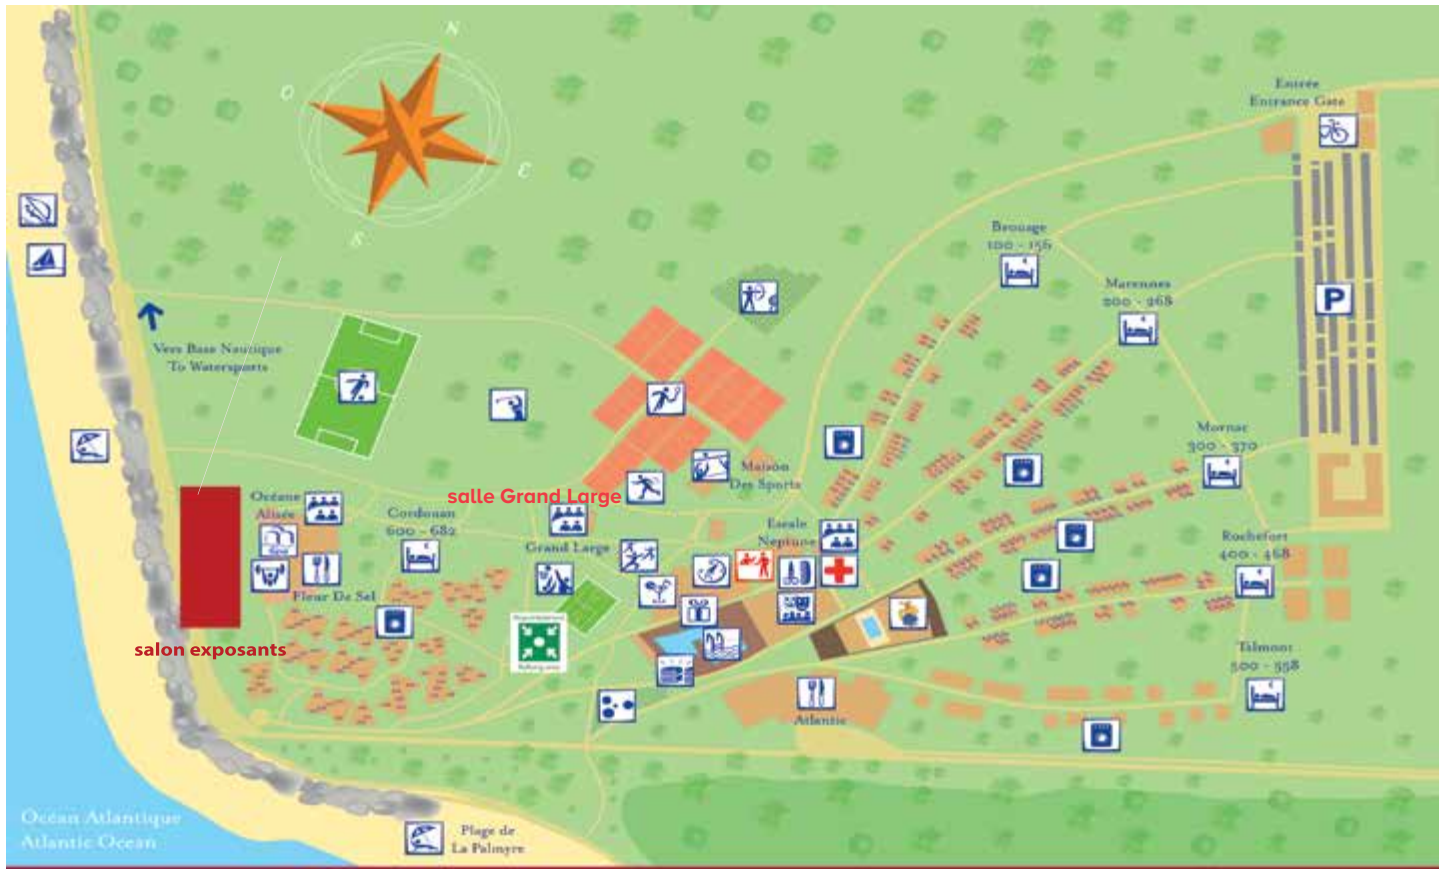 N
O
E
S
Entrée
Entrance Gate
Brouage
100 - 156
Marennes
200 - 268
P
Vers Base Nautique
To Watersports
Mornac
300 - 370
Maison
Des Sports
salle Grand Large
Océane
Alizée
Cordouan
600 - 682
Grand Large
Escale
Neptune
Rochefort
400 - 468
Fleur De Sel
salon exposants
Talmont
500 - 558
Atlantic
Océan Atlantique
Atlantic Ocean
Plage de
La Palmyre